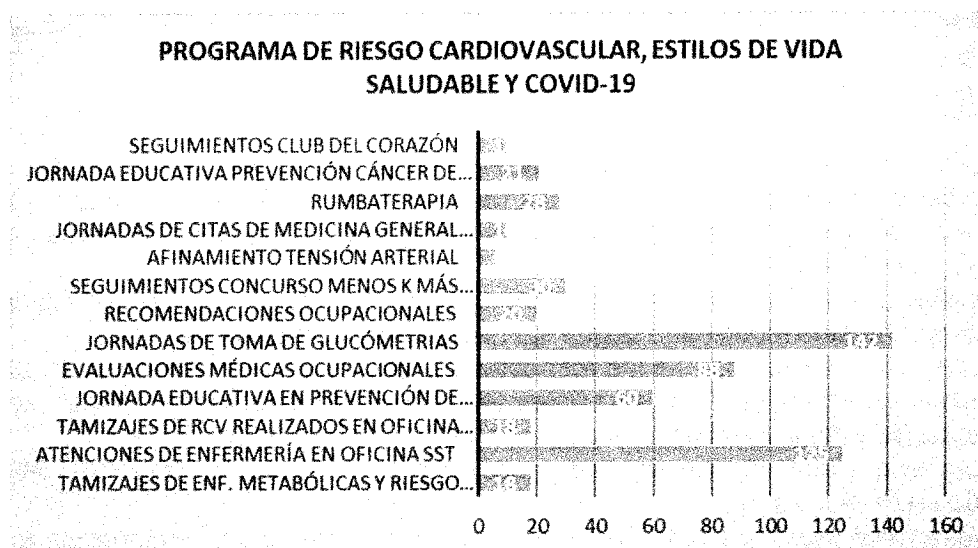 PROGRAMA DE RIESGO CARDIOVASCULAR, ESTILOS DE VIDA
SALUDABLE Y COVID-19
SEGUIMIENTOS CLUB DEL CORAZÓN
JORNADA EDUCATIVA PREVENCIÓN CÁNCER DE...
RUMBATERAPIA
JORNADAS DE CITAS DE MEDICINA GENERAL...
AFINAMIENTO TENSIÓN ARTERIAL
SEGUIMIENTOS CONCURSO MENOS K MÁS...
RECOMENDACIONES OCUPACIONALES
JORNADAS DE TOMA DE GLUCÓMETRIAS 142
EVALUACIONES MÉDICAS OCUPACIONALES
JORNADA EDUCATIVA EN PREVENCIÓN DE... 60
TAMIZAJES DE RCV REALIZADOS EN OFICINA...
ATENCIONES DE ENFERMERÍA EN OFICINA SST
TAMIZAJES DE ENF. METABÓLICAS Y RIESGO...
0 20 40 60 80 100 120 140 160